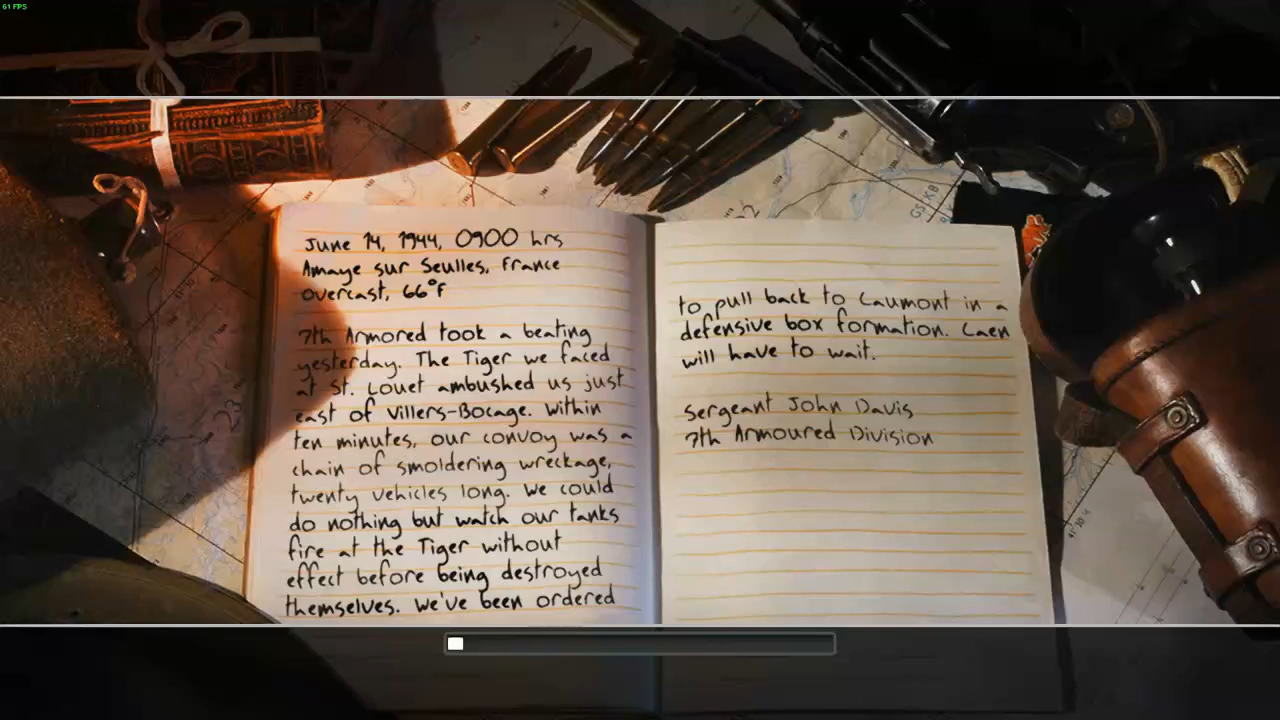 61 FPS
June 14, 1944, 0900 hrs
Amaye sur Seulles, France
Overcast, 66°F
7th Armored took a beating
yesterday. The Tiger we faced
at St. Louet ambushed us just
east of Villers-Bocage. Within
ten minutes, our convoy was a
chain of smoldering wreckage,
twenty vehicles long. We could
do nothing but watch our tanks
fire at the Tiger without
effect before being destroyed
themselves. We've been ordered
to pull back to Caumont in a
defensive box formation. Caen
will have to wait.
Sergeant John Davis
7th Armoured Division